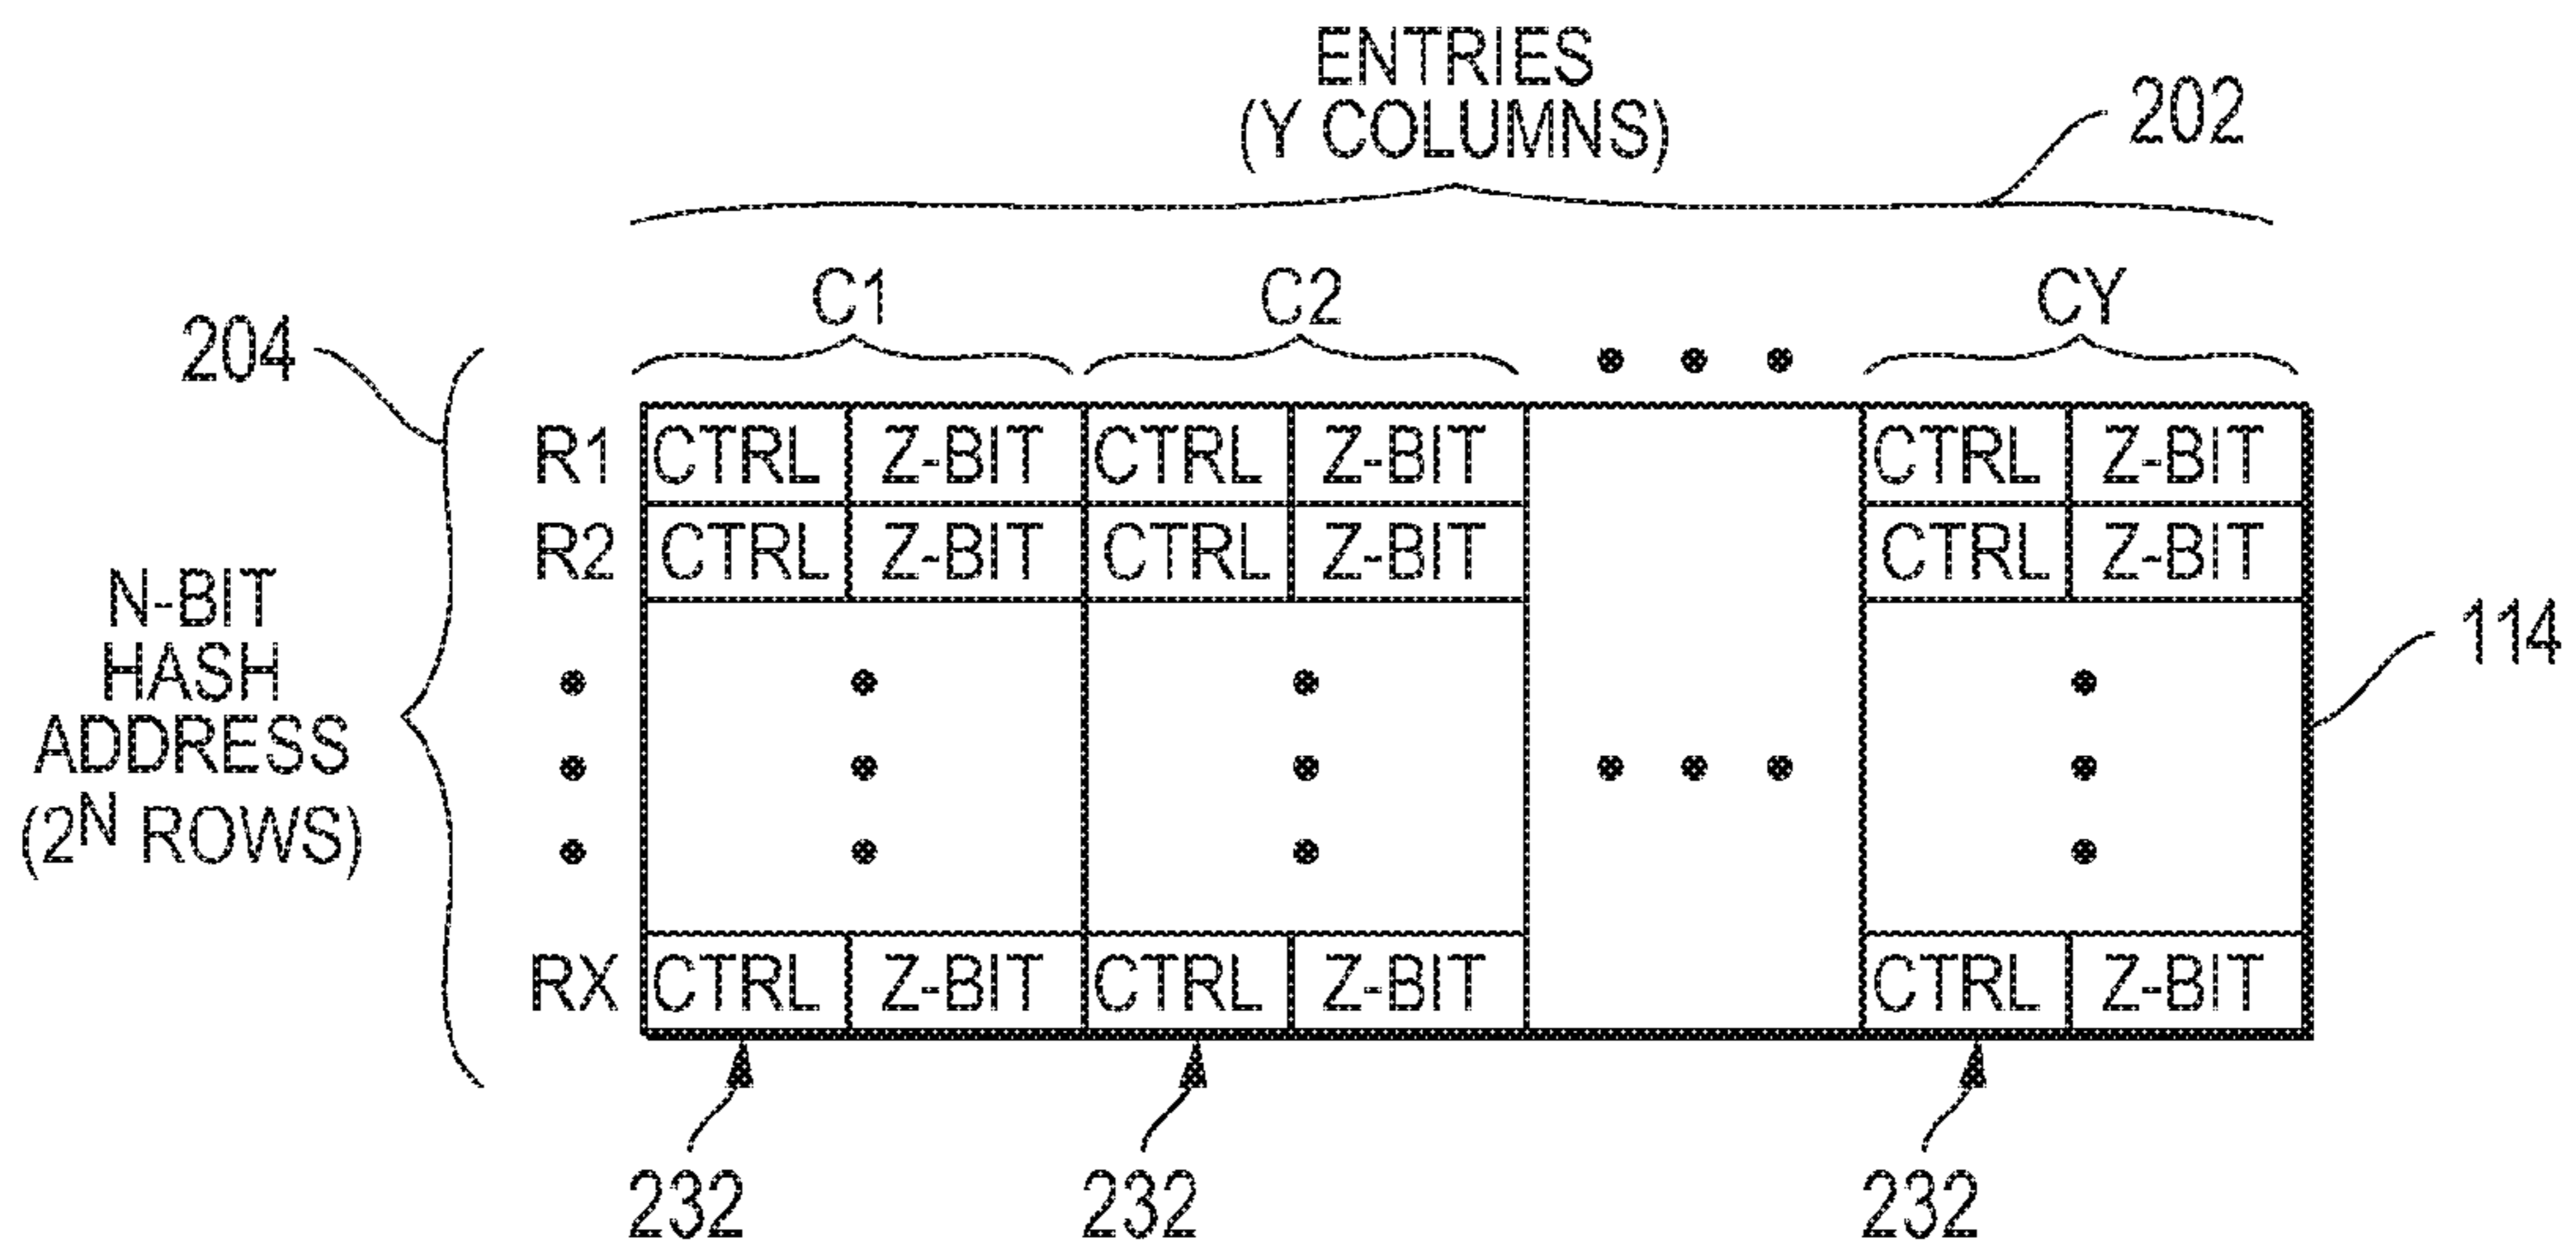 ENTRIES
(Y COLUMNS)
202
C1 C2 CY
204
R1 CTRL Z-BIT CTRL Z-BIT CTRL Z-BIT
R2 CTRL Z-BIT CTRL Z-BIT CTRL Z-BIT
N-BIT
HASH
ADDRESS
(2^N ROWS)
114
RX CTRL Z-BIT CTRL Z-BIT CTRL Z-BIT
232 232 232